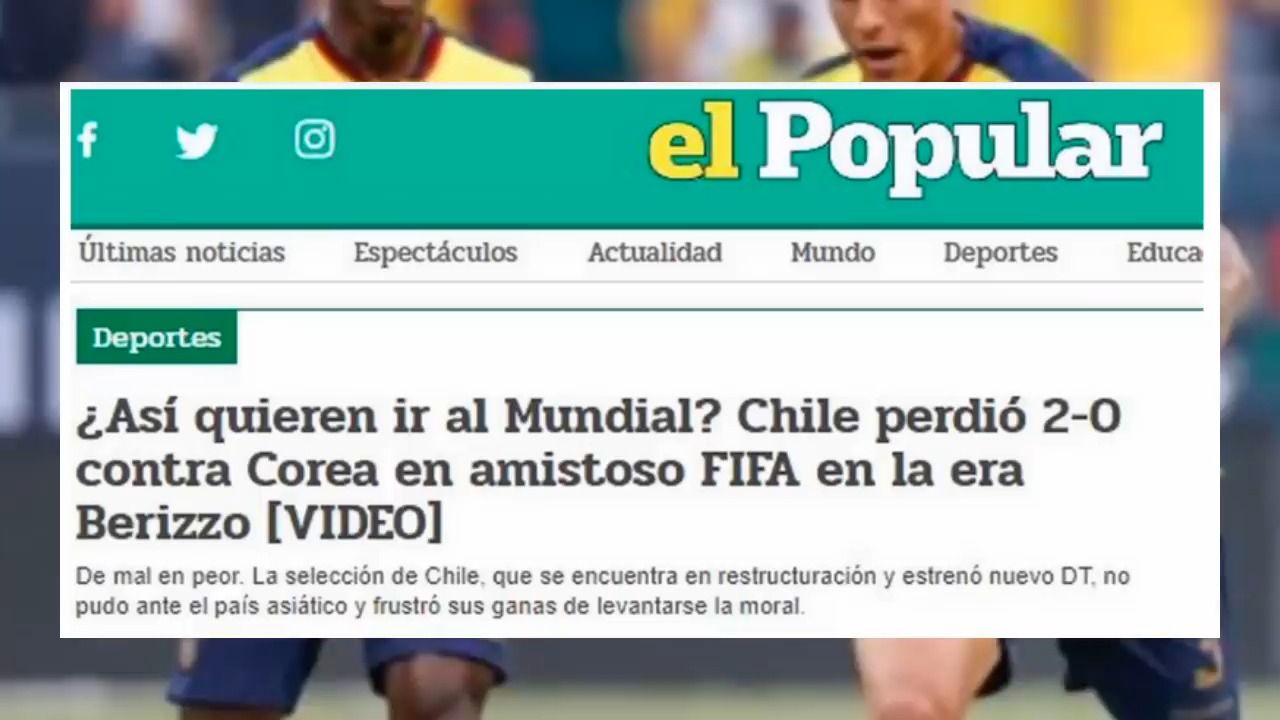 el Popular
Últimas noticias Espectáculos Actualidad Mundo Deportes Educa
Deportes
¿Así quieren ir al Mundial? Chile perdió 2-0
contra Corea en amistoso FIFA en la era
Berizzo [VIDEO]
De mal en peor. La selección de Chile, que se encuentra en restructuración y estrenó nuevo DT, no
pudo ante el país asiático y frustró sus ganas de levantarse la moral.